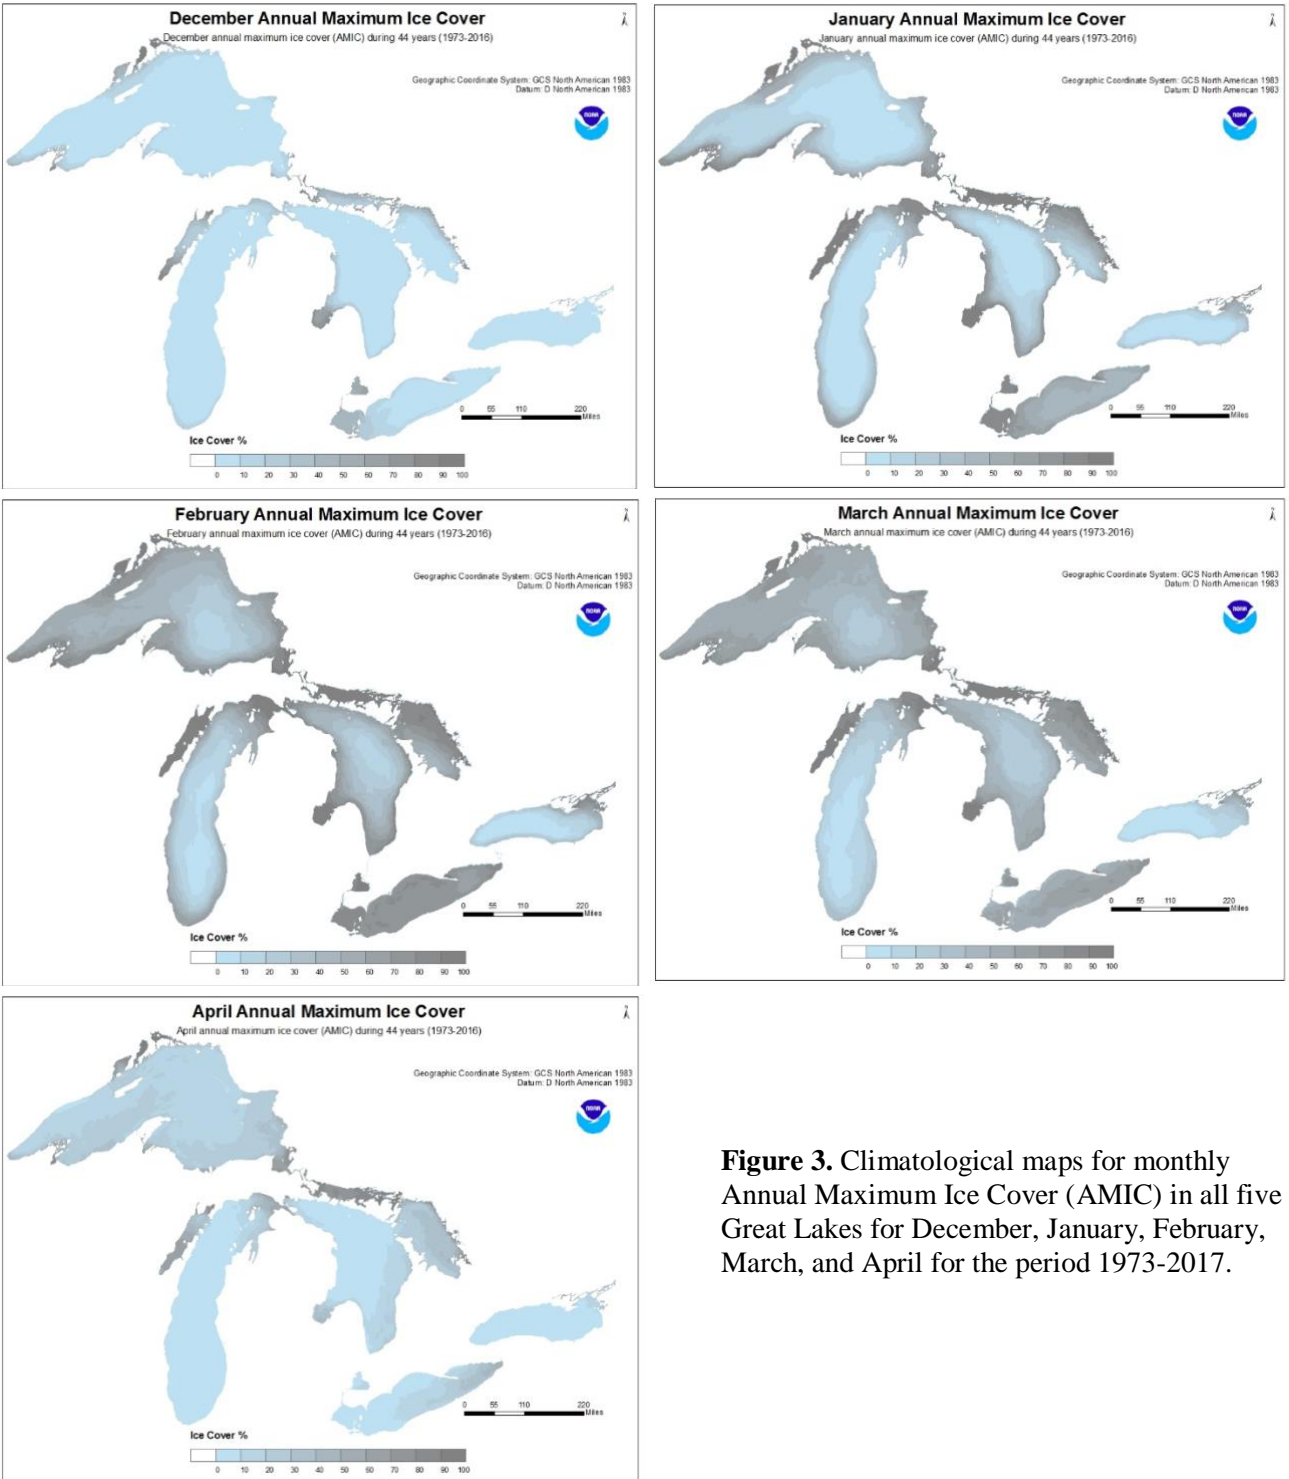 December Annual Maximum Ice Cover
December annual maximum ice cover (AMIC) during 44 years (1973-2016)
Geographic Coordinate System: GCS North American 1983
Datum: D North American 1983
NOAA
0 55 110 220
Miles
Ice Cover %
0 10 20 30 40 50 60 70 80 90 100
January Annual Maximum Ice Cover
January annual maximum ice cover (AMIC) during 44 years (1973-2016)
Geographic Coordinate System: GCS North American 1983
Datum: D North American 1983
NOAA
0 55 110 220
Miles
Ice Cover %
0 10 20 30 40 50 60 70 80 90 100
February Annual Maximum Ice Cover
February annual maximum ice cover (AMIC) during 44 years (1973-2016)
Geographic Coordinate System: GCS North American 1983
Datum: D North American 1983
NOAA
0 55 110 220
Miles
Ice Cover %
0 10 20 30 40 50 60 70 80 90 100
March Annual Maximum Ice Cover
March annual maximum ice cover (AMIC) during 44 years (1973-2016)
Geographic Coordinate System: GCS North American 1983
Datum: D North American 1983
NOAA
0 55 110 220
Miles
Ice Cover %
0 10 20 30 40 50 60 70 80 90 100
April Annual Maximum Ice Cover
April annual maximum ice cover (AMIC) during 44 years (1973-2016)
Geographic Coordinate System: GCS North American 1983
Datum: D North American 1983
NOAA
0 55 110 220
Miles
Ice Cover %
0 10 20 30 40 50 60 70 80 90 100
Figure 3. Climatological maps for monthly
Annual Maximum Ice Cover (AMIC) in all five
Great Lakes for December, January, February,
March, and April for the period 1973-2017.